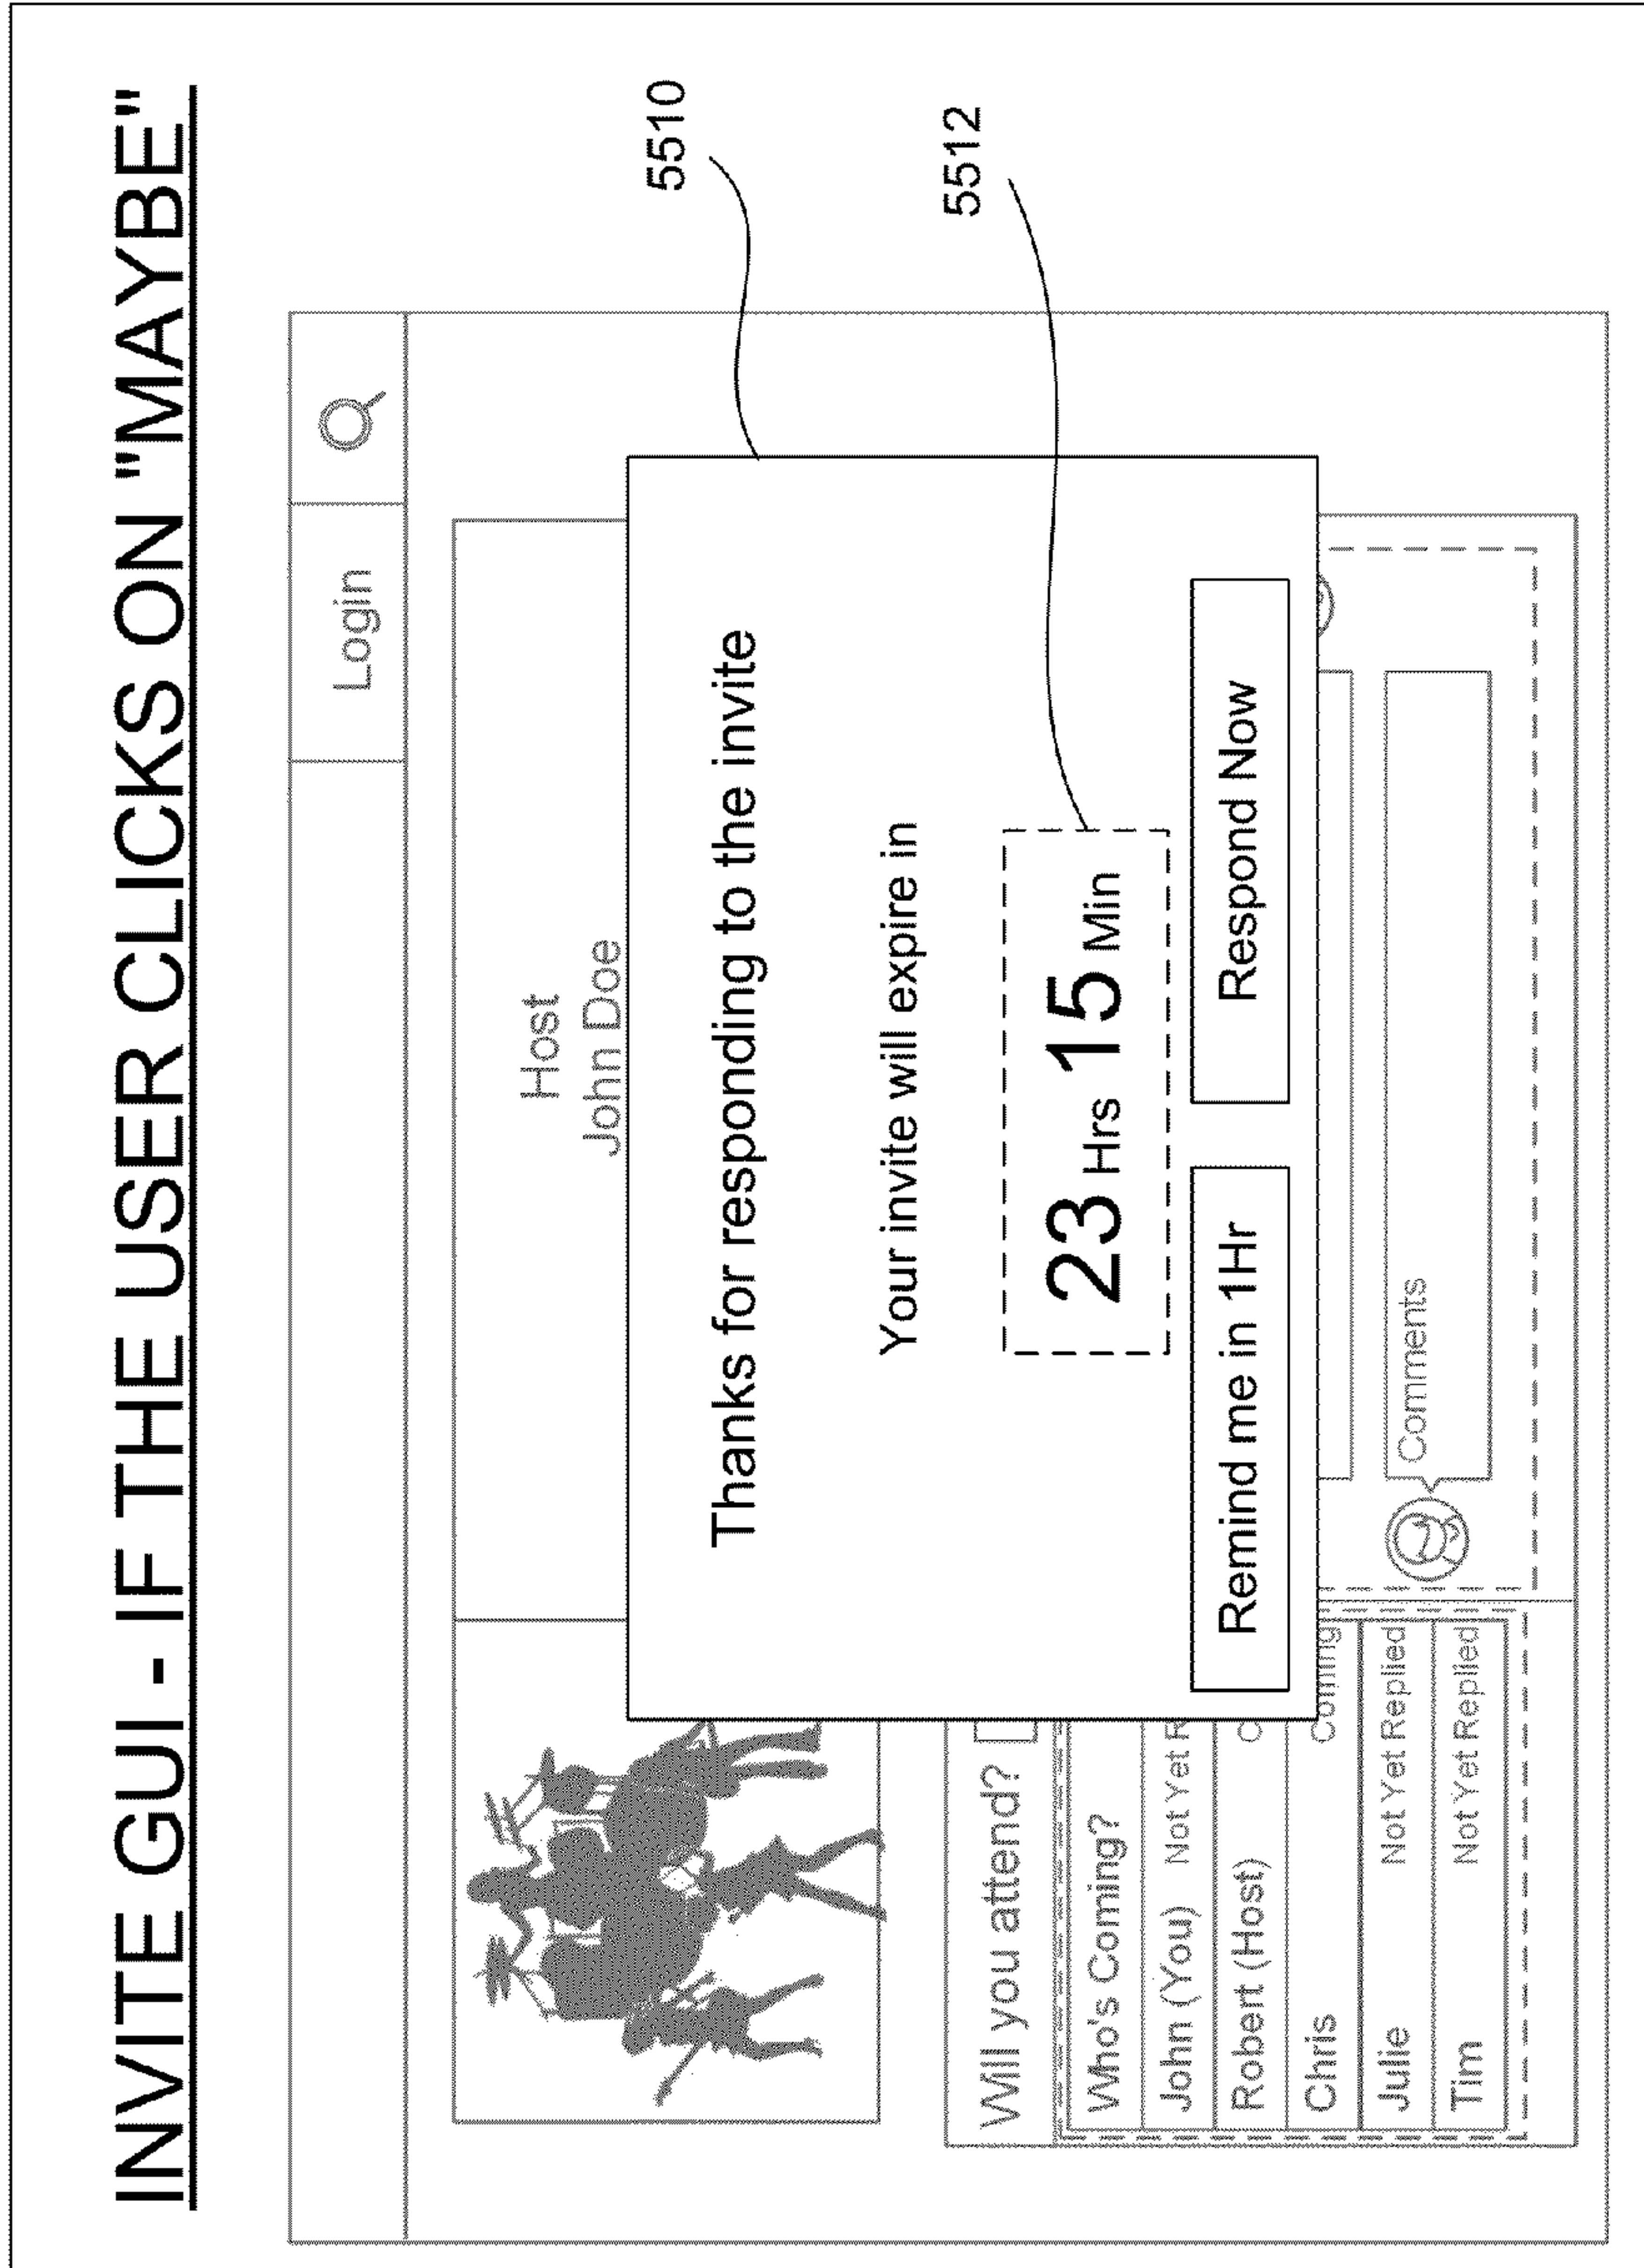 INVITE GUI - IF THE USER CLICKS ON "MAYBE"
Login
Host
John Doe
5510
Thanks for responding to the invite
Your invite will expire in
5512
23 Hrs 15 Min
Remind me in 1Hr
Respond Now
Will you attend?
Who's Coming?
John (You) Not Yet R
Robert (Host) C
Chris Coming
Julie Not Yet Replied
Tim Not Yet Replied
Comments